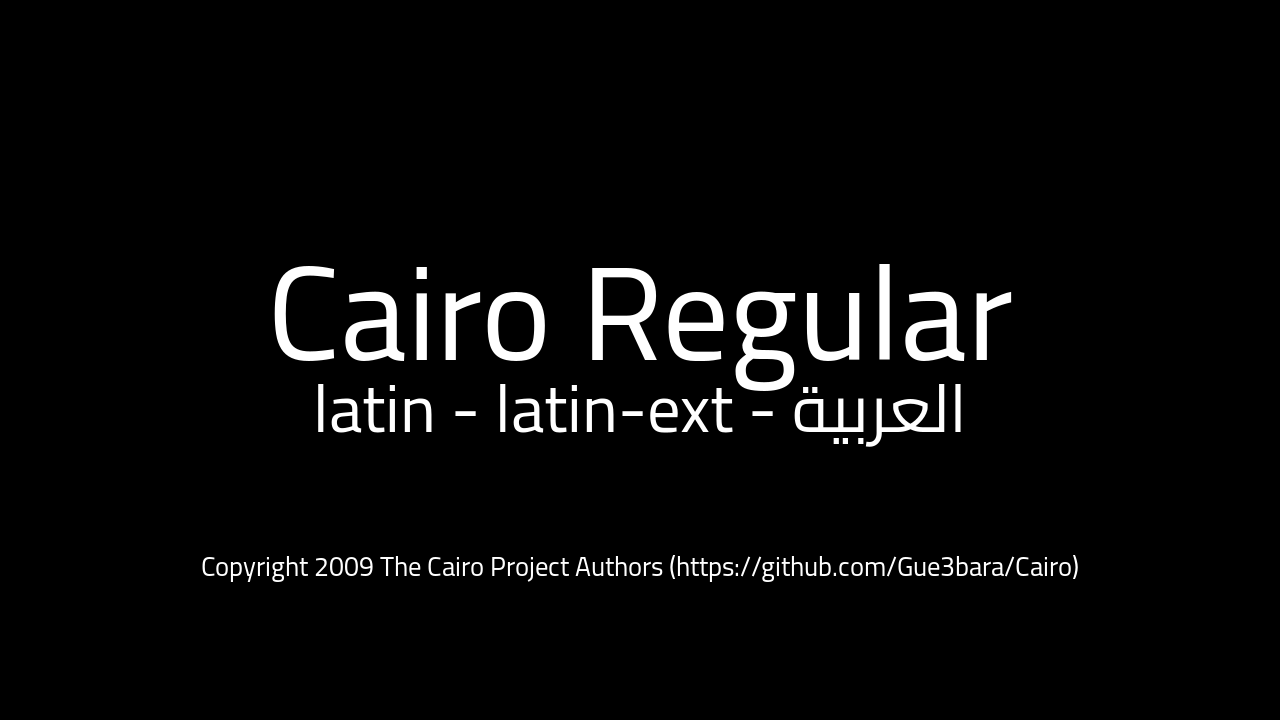 Cairo Regular
latin - latin-ext - العربية
Copyright 2009 The Cairo Project Authors (https://github.com/Gue3bara/Cairo)